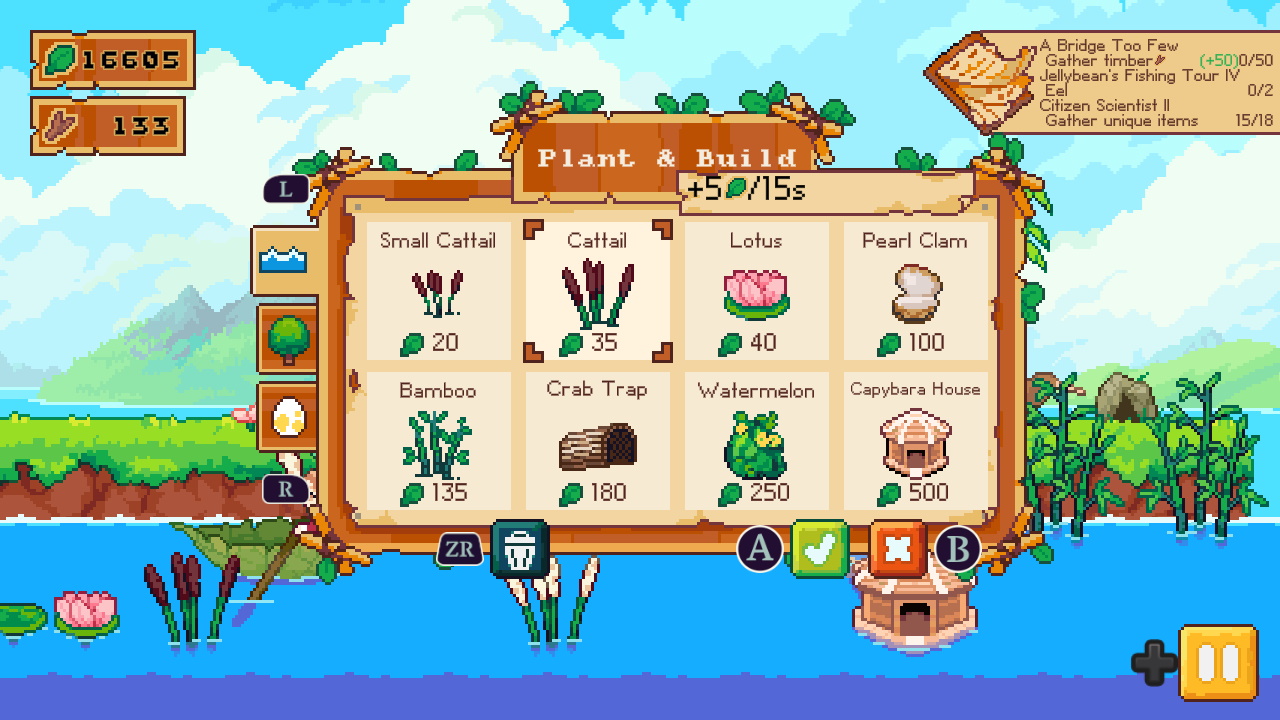 16605
133
A Bridge Too Few
Gather timber (+50)0/50
Jellybean's Fishing Tour IV
Eel 0/2
Citizen Scientist II
Gather unique items 15/18
Plant & Build
+5 /15s
L
R
Small Cattail
20
Cattail
35
Lotus
40
Pearl Clam
100
Bamboo
135
Crab Trap
180
Watermelon
250
Capybara House
500
ZR
A
B